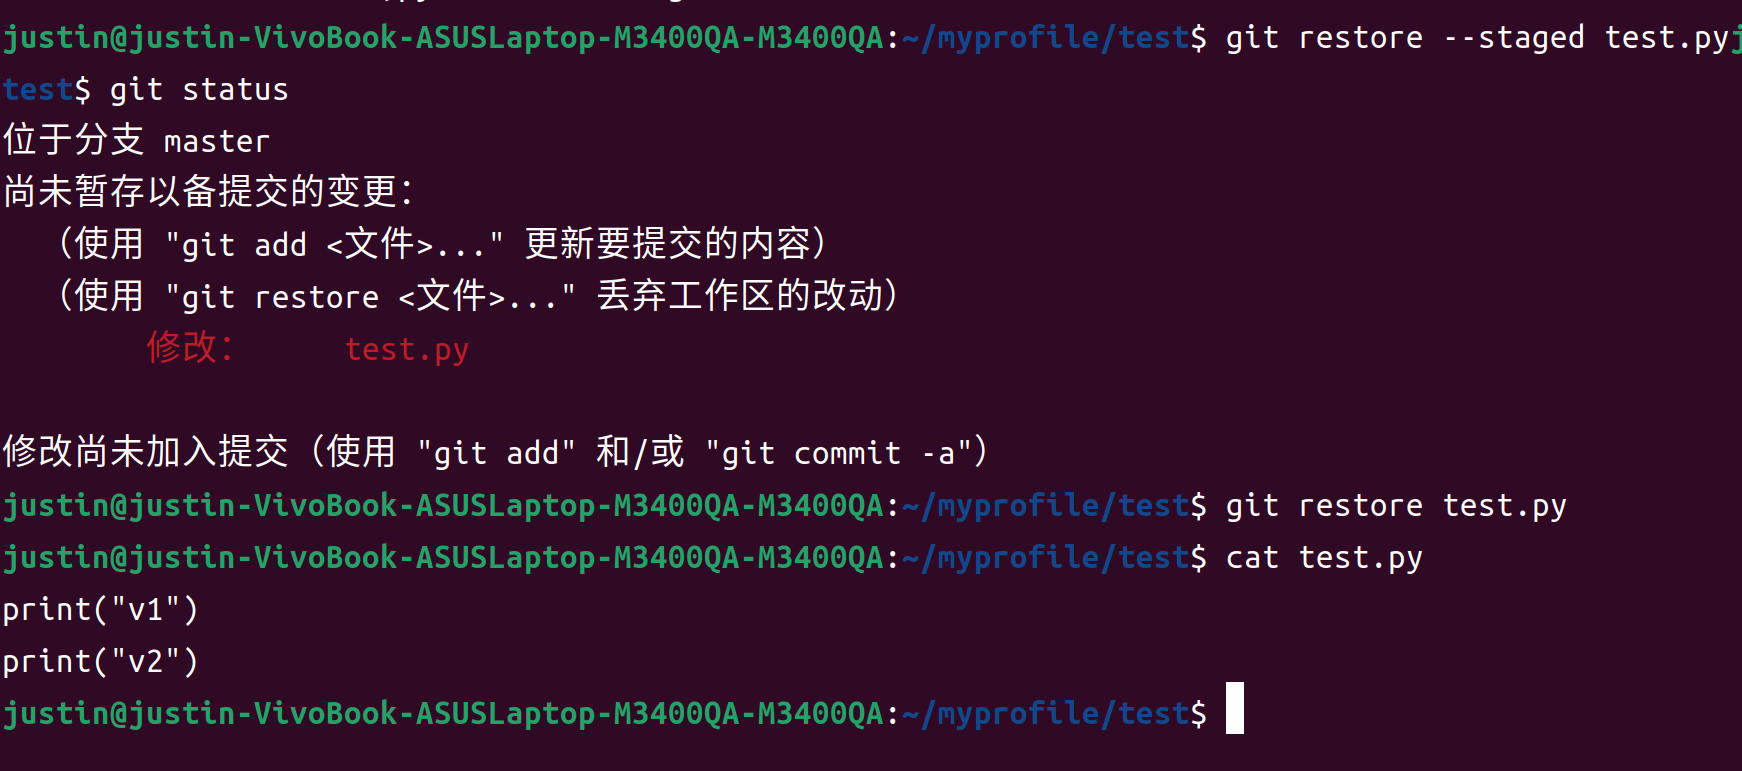 justin@justin-VivoBook-ASUSLaptop-M3400QA-M3400QA:~/myprofile/test$ git restore --staged test.pyj
test$ git status
位于分支 master
尚未暂存以备提交的变更：
（使用 "git add <文件>..." 更新要提交的内容）
（使用 "git restore <文件>..." 丢弃工作区的改动）
修改： test.py
修改尚未加入提交（使用 "git add" 和/或 "git commit -a"）
justin@justin-VivoBook-ASUSLaptop-M3400QA-M3400QA:~/myprofile/test$ git restore test.py
justin@justin-VivoBook-ASUSLaptop-M3400QA-M3400QA:~/myprofile/test$ cat test.py
print("v1")
print("v2")
justin@justin-VivoBook-ASUSLaptop-M3400QA-M3400QA:~/myprofile/test$